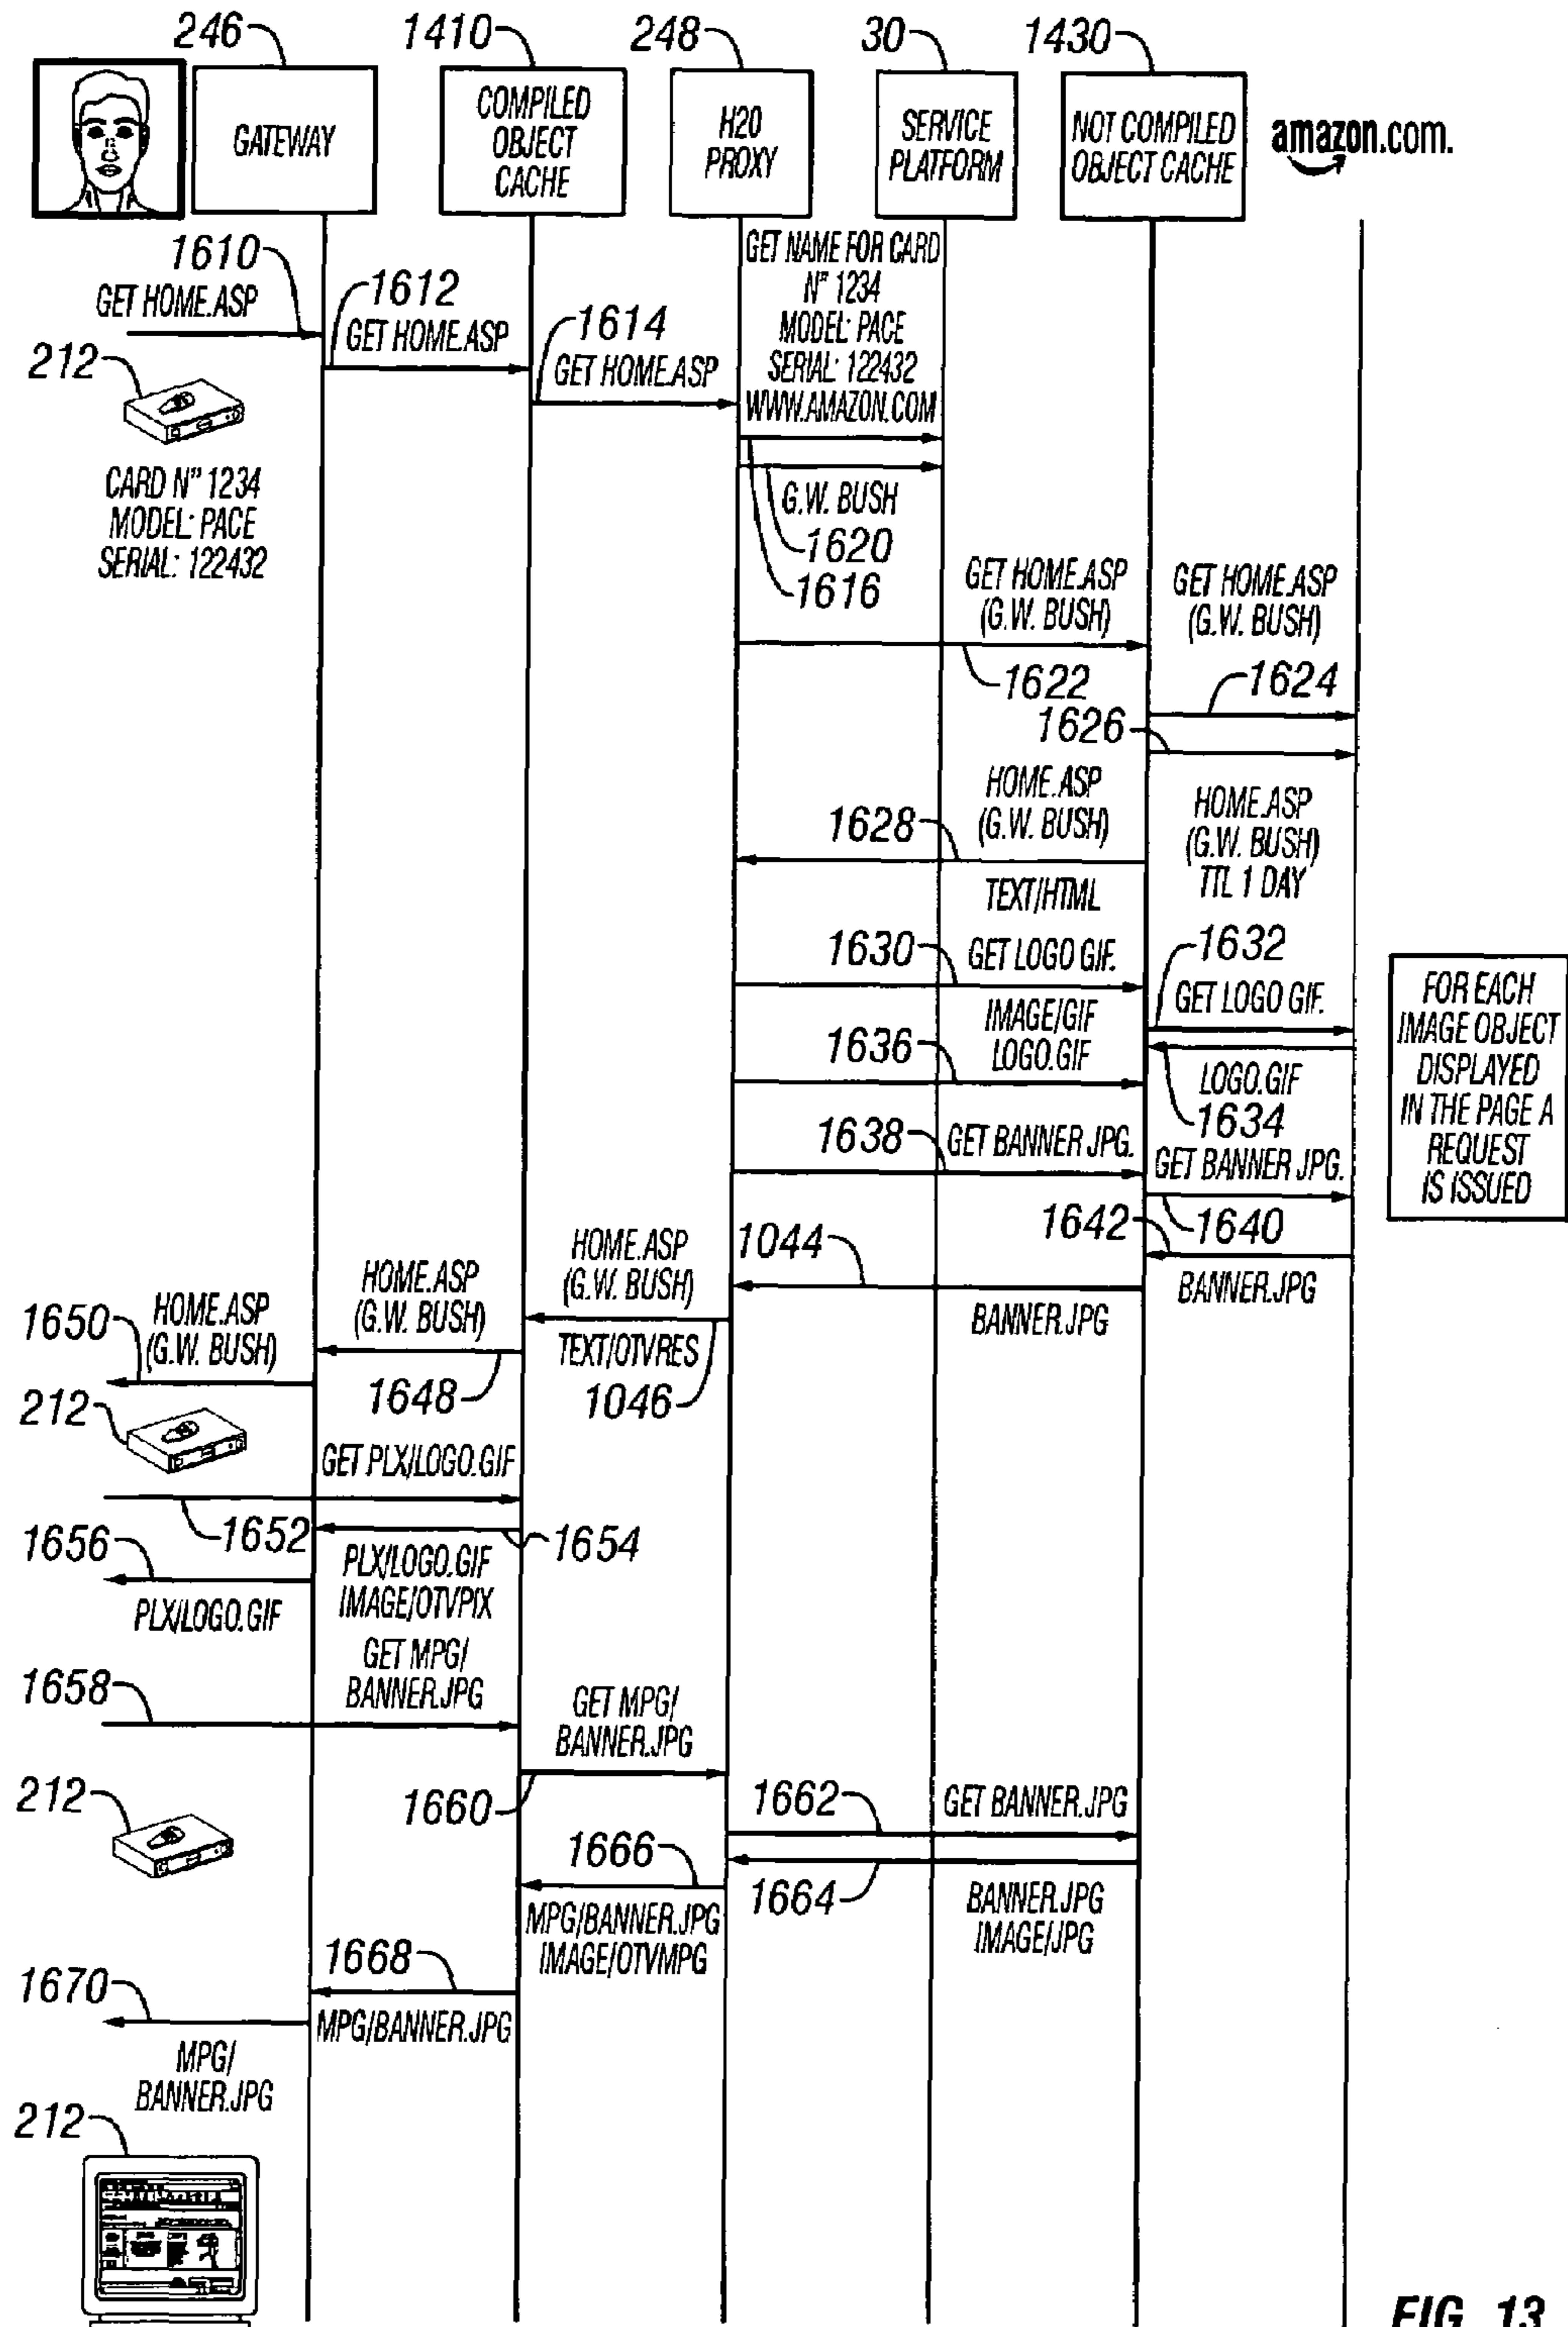 246
1410
248
30
1430
GATEWAY
COMPILED
OBJECT
CACHE
H20
PROXY
SERVICE
PLATFORM
NOT COMPILED
OBJECT CACHE
amazon.com.
1610
GET HOME.ASP
1612
GET HOME.ASP
1614
GET HOME.ASP
GET NAME FOR CARD
N" 1234
MODEL: PACE
SERIAL: 122432
WWW.AMAZON.COM
212
CARD N" 1234
MODEL: PACE
SERIAL: 122432
G.W. BUSH
1620
1616
GET HOME.ASP
(G.W. BUSH)
1622
GET HOME.ASP
(G.W. BUSH)
1624
1626
HOME.ASP
(G.W. BUSH)
1628
TEXT/HTML
HOME.ASP
(G.W. BUSH)
TTL 1 DAY
1630
GET LOGO GIF.
1632
GET LOGO GIF.
IMAGE/GIF
LOGO.GIF
1636
LOGO.GIF
1634
FOR EACH
IMAGE OBJECT
DISPLAYED
IN THE PAGE A
REQUEST
IS ISSUED
1638
GET BANNER JPG.
GET BANNER JPG.
1640
1642
BANNER.JPG
1044
BANNER.JPG
HOME.ASP
(G.W. BUSH)
TEXT/OTVRES
1046
HOME.ASP
(G.W. BUSH)
1648
1650
HOME.ASP
(G.W. BUSH)
212
GET PLX/LOGO.GIF
1652
1654
PLX/LOGO.GIF
IMAGE/OTVPIX
1656
PLX/LOGO.GIF
GET MPG/
BANNER.JPG
1658
GET MPG/
BANNER.JPG
1660
212
1662
GET BANNER.JPG
1664
BANNER.JPG
IMAGE/JPG
1666
MPG/BANNER.JPG
IMAGE/OTVMPG
1668
MPG/BANNER.JPG
1670
MPG/
BANNER.JPG
212
FIG. 13